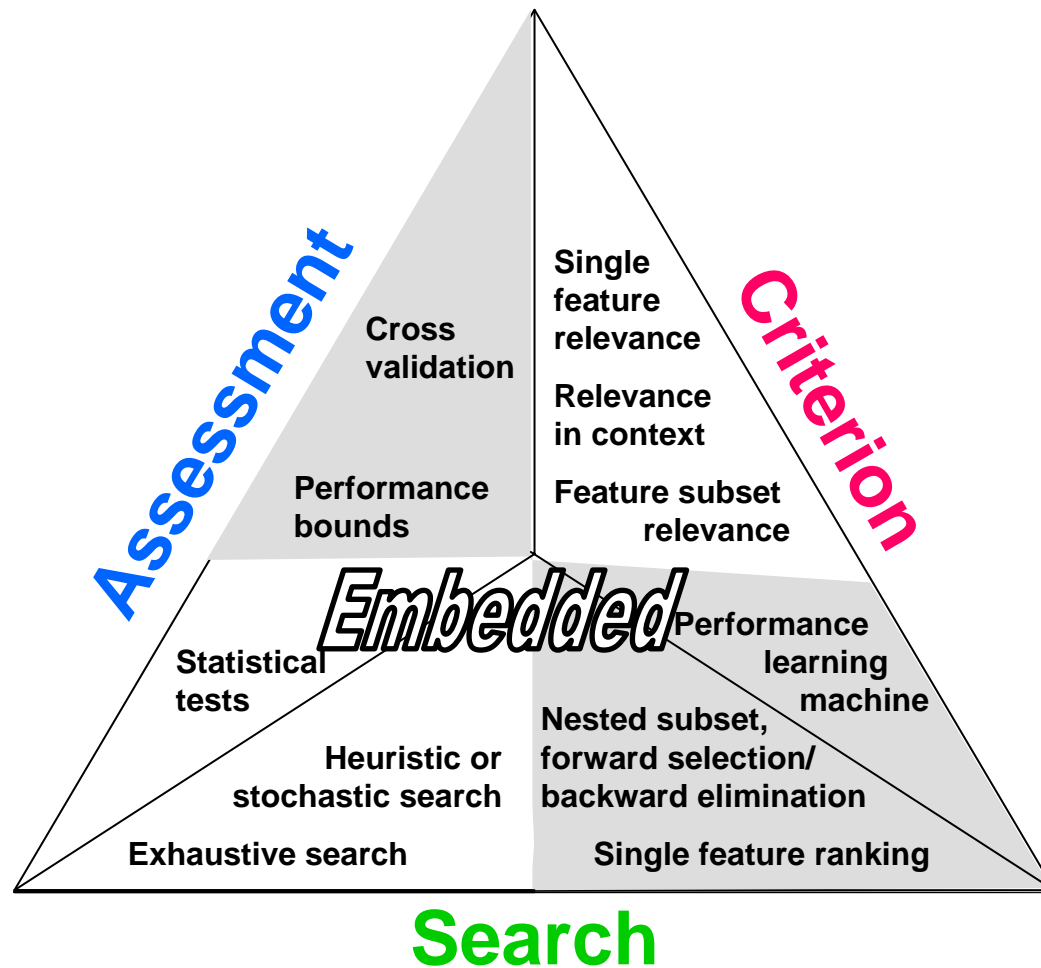 Assessment
Criterion
Single
feature
relevance
Cross
validation
Relevance
in context
Performance
bounds
Feature subset
relevance
Embedded
Performance
learning
machine
Statistical
tests
Nested subset,
forward selection/
backward elimination
Heuristic or
stochastic search
Exhaustive search
Single feature ranking
Search